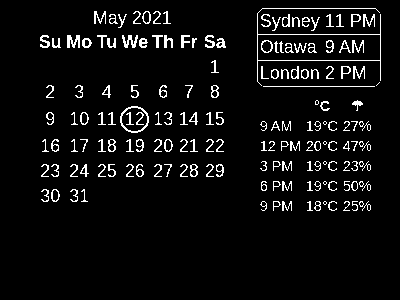 May 2021
Su Mo Tu We Th Fr Sa
1
2 3 4 5 6 7 8
9 10 11 12 13 14 15
16 17 18 19 20 21 22
23 24 25 26 27 28 29
30 31
Sydney 11 PM
Ottawa 9 AM
London 2 PM
°C ☂
9 AM 19°C 27%
12 PM 20°C 47%
3 PM 19°C 23%
6 PM 19°C 50%
9 PM 18°C 25%